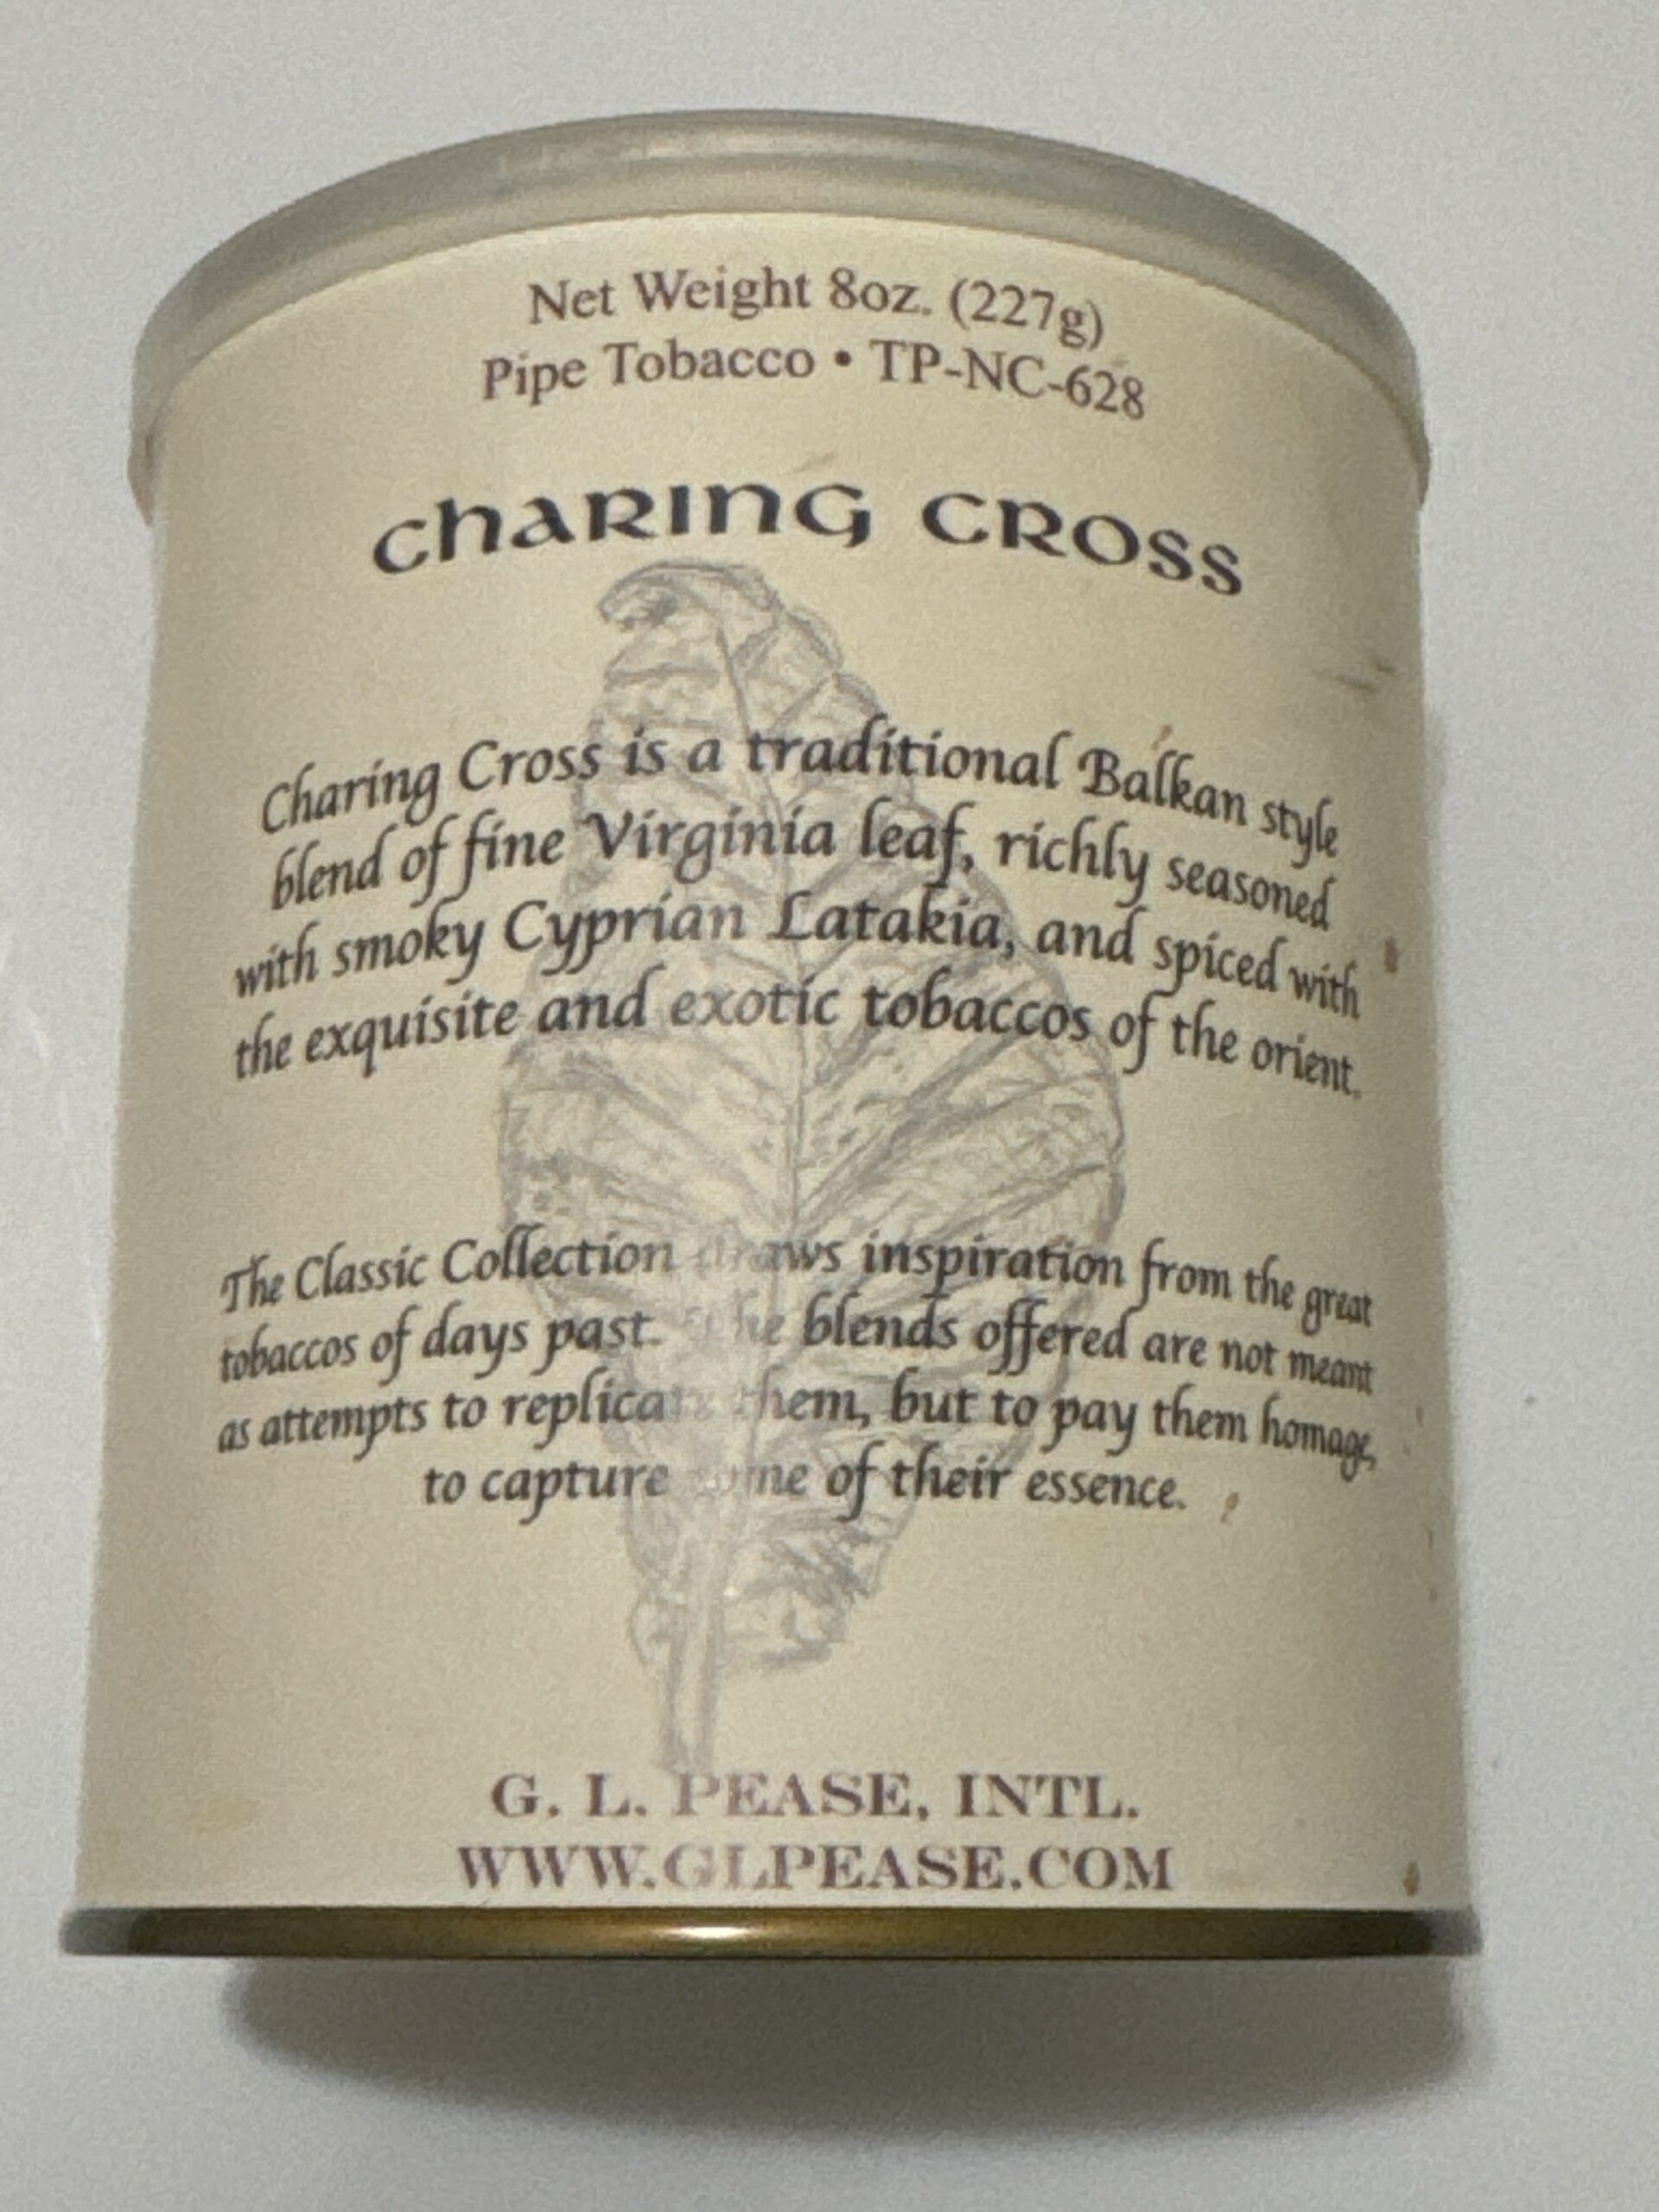 Net Weight 8oz. (227g)
Pipe Tobacco • TP-NC-628
CHARING CROSS
Charing Cross is a traditional Balkan style
blend of fine Virginia leaf, richly seasoned
with smoky Cyprian Latakia, and spiced with
the exquisite and exotic tobaccos of the orient.
The Classic Collection draws inspiration from the great
tobaccos of days past. The blends offered are not meant
as attempts to replicate them, but to pay them homage,
to capture some of their essence.
G. L. PEASE, INTL.
WWW.GLPEASE.COM